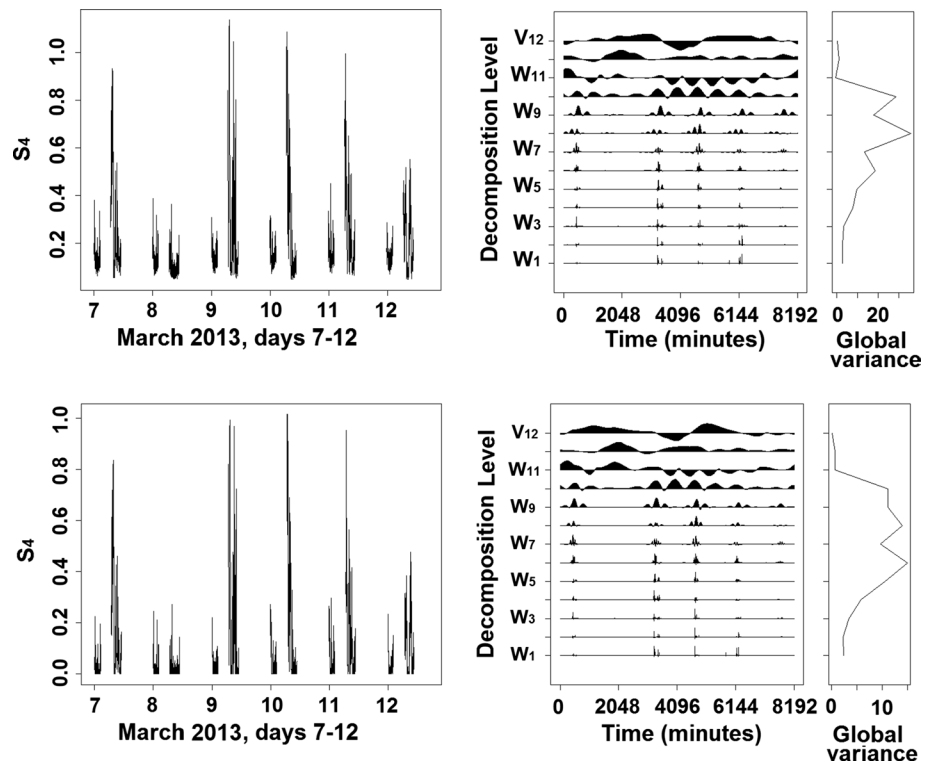 S4
1.0
0.8
0.6
0.4
0.2
7 8 9 10 11 12
March 2013, days 7-12
Decomposition Level
V12
W11
W9
W7
W5
W3
W1
0 2048 4096 6144 8192
Time (minutes)
20
Global
variance
S4
1.0
0.8
0.6
0.4
0.2
0.0
7 8 9 10 11 12
March 2013, days 7-12
Decomposition Level
V12
W11
W9
W7
W5
W3
W1
0 2048 4096 6144 8192
Time (minutes)
0 10
Global
variance